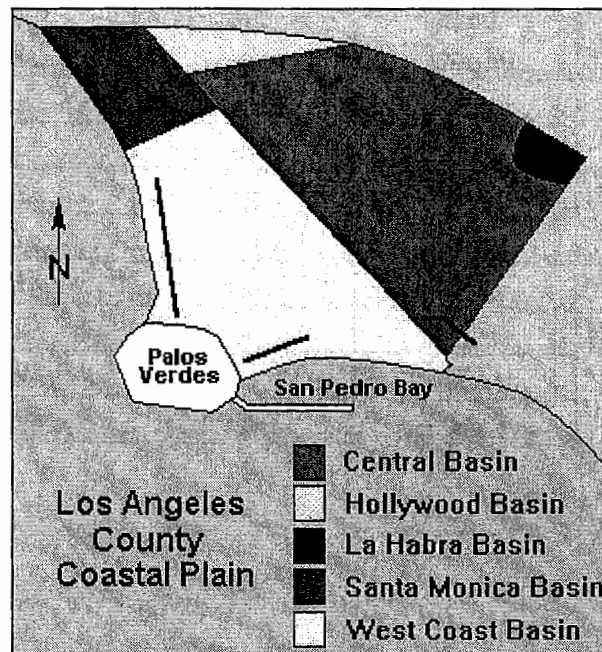 N
Palos
Verdes
San Pedro Bay
Los Angeles
County
Coastal Plain
Central Basin
Hollywood Basin
La Habra Basin
Santa Monica Basin
West Coast Basin